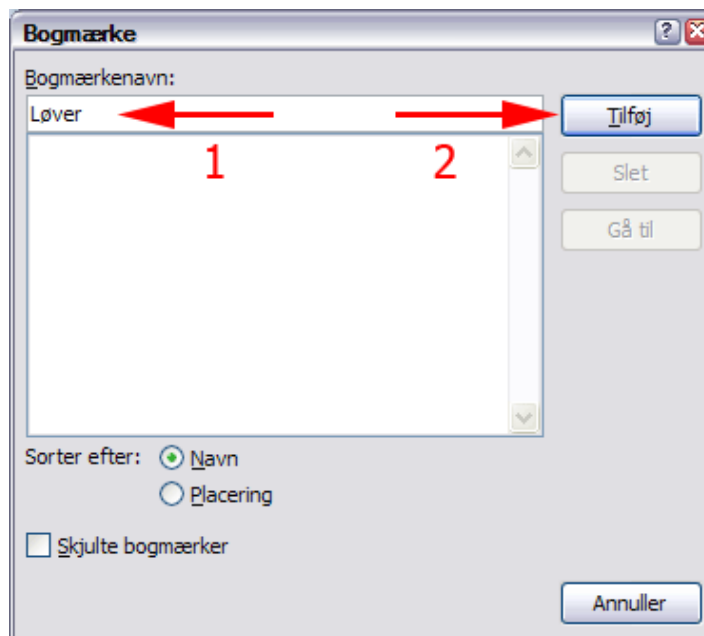 Bogmærke
Bogmærkenavn:
Løver
Tilføj
1
2
Slet
Gå til
Sorter efter:
Navn
Placering
Skjulte bogmærker
Annuller